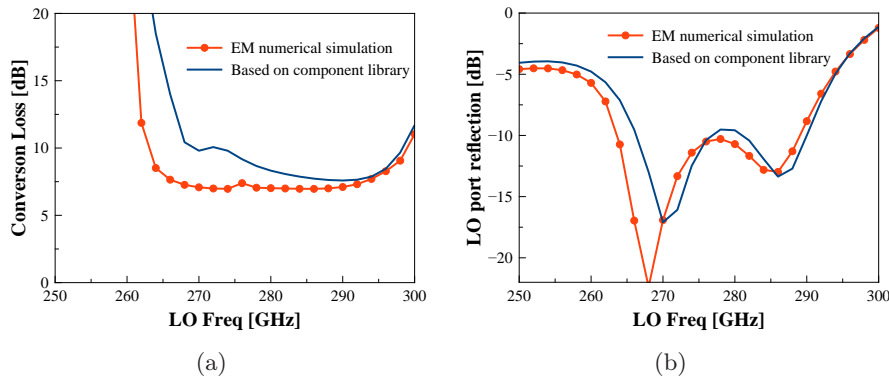 20
15
10
5
0
Converson Loss [dB]
EM numerical simulation
Based on component library
250
260
270
280
290
300
LO Freq [GHz]
(a)
0
−5
−10
−15
−20
LO port reflection [dB]
EM numerical simulation
Based on component library
250
260
270
280
290
300
LO Freq [GHz]
(b)